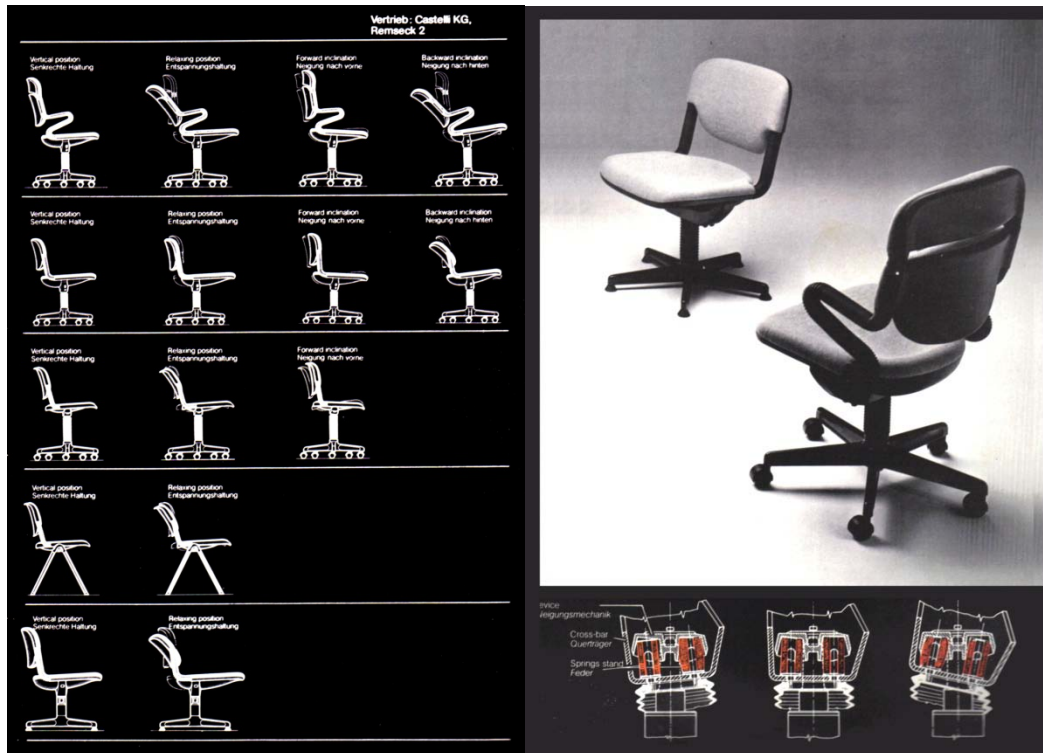 Vertrieb: Castelli KG,
Remseck 2
Vertical position
Senkrechte Haltung
Relaxing position
Entspannungshaltung
Forward inclination
Neigung nach vorne
Backward inclination
Neigung nach hinten
Vertical position
Senkrechte Haltung
Relaxing position
Entspannungshaltung
Forward inclination
Neigung nach vorne
Backward inclination
Neigung nach hinten
Vertical position
Senkrechte Haltung
Relaxing position
Entspannungshaltung
Forward inclination
Neigung nach vorne
Vertical position
Senkrechte Haltung
Relaxing position
Entspannungshaltung
Vertical position
Senkrechte Haltung
Relaxing position
Entspannungshaltung
evice
eigungsmechanik
Cross-bar
Querträger
Springs stand
Feder